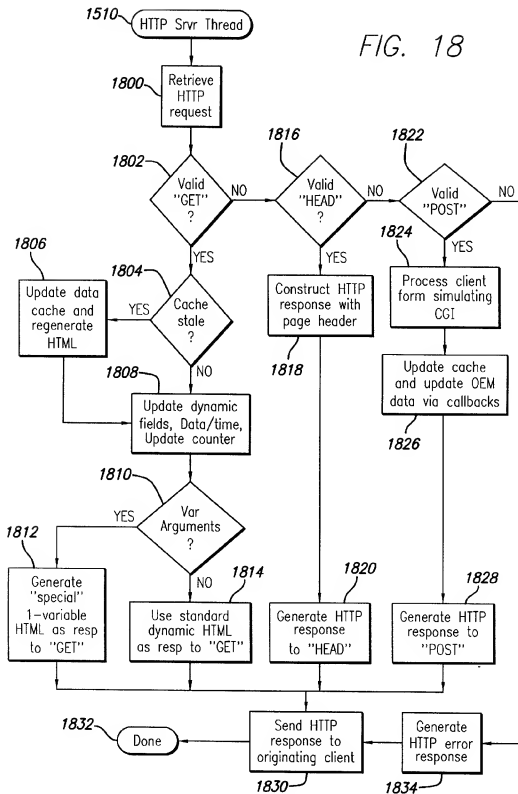 1510
HTTP Srvr Thread
FIG. 18
1800
Retrieve
HTTP
request
1802
Valid
"GET"
?
NO
YES
1816
Valid
"HEAD"
?
NO
YES
1822
Valid
"POST"
?
NO
YES
1806
Update data
cache and
regenerate
HTML
1804
Cache
stale
?
YES
NO
Construct HTTP
response with
page header
1818
1824
Process client
form simulating
CGI
1808
Update dynamic
fields, Data/time,
Update counter
Update cache
and update OEM
data via callbacks
1826
1810
Var
Arguments
?
YES
NO
1812
Generate
"special"
1-variable
HTML as resp
to "GET"
1814
Use standard
dynamic HTML
as resp to "GET"
1820
Generate HTTP
response
to "HEAD"
1828
Generate HTTP
response to
"POST"
1832
Done
Send HTTP
response to
originating client
1830
Generate
HTTP error
response
1834